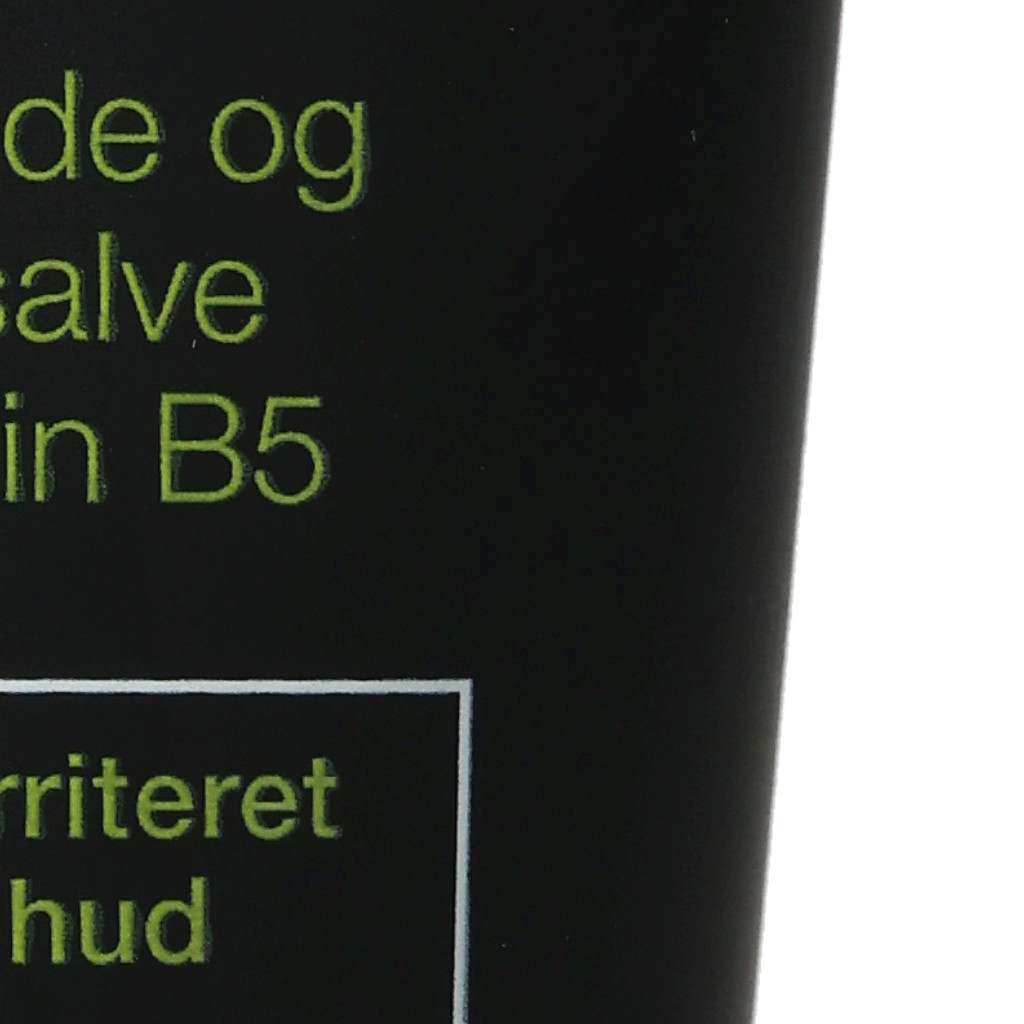 de og
salve
in B5
rriteret
hud